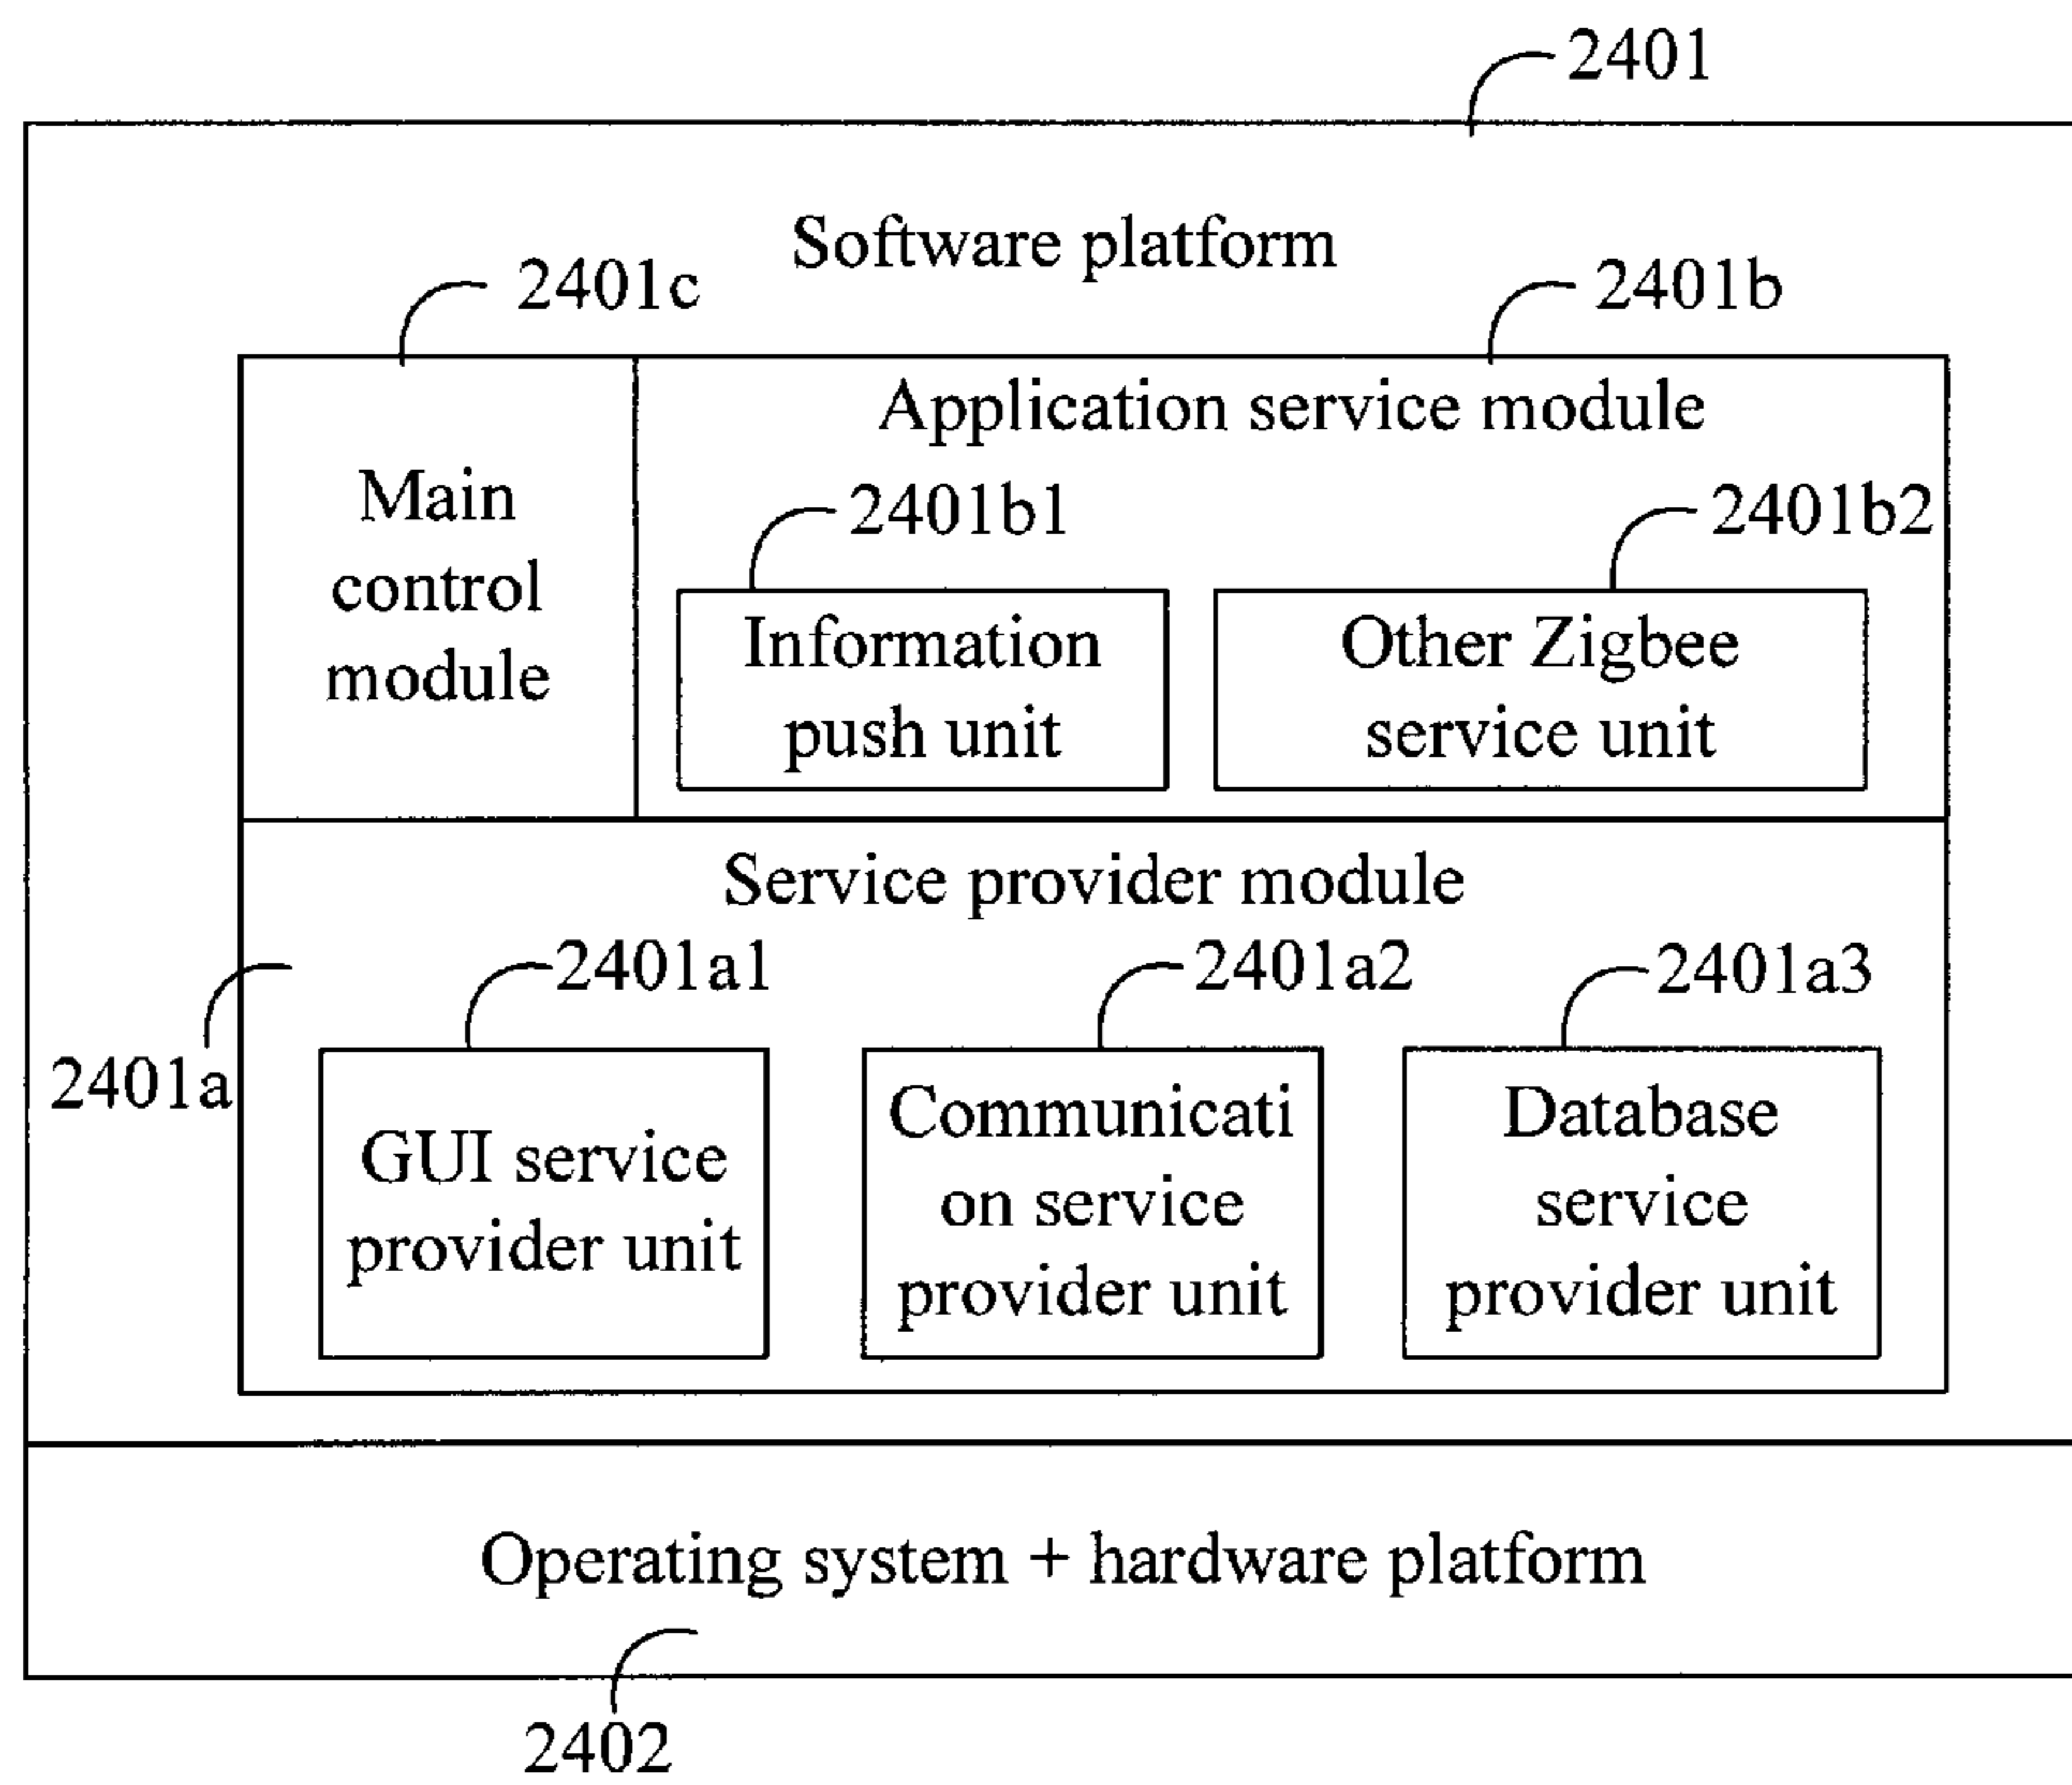 2401
Software platform
2401c
2401b
Main
control
module
Application service module
2401b1
2401b2
Information
push unit
Other Zigbee
service unit
Service provider module
2401a
2401a1
2401a2
2401a3
GUI service
provider unit
Communicati
on service
provider unit
Database
service
provider unit
Operating system + hardware platform
2402